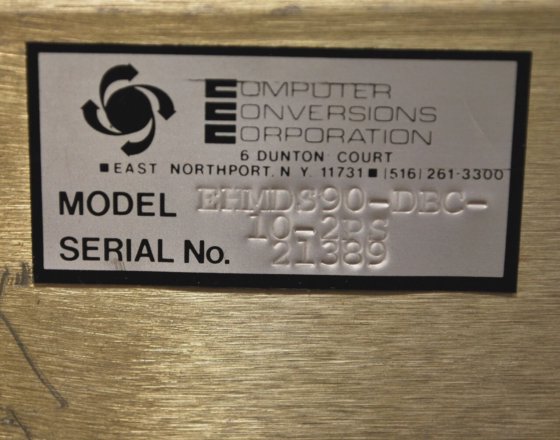 COMPUTER
CONVERSIONS
CORPORATION
6 DUNTON COURT
■ EAST NORTHPORT, N.Y. 11731 ■ (516) 261-3300
MODEL EHMDS90-DBC-
10-2PS
SERIAL No. 21389